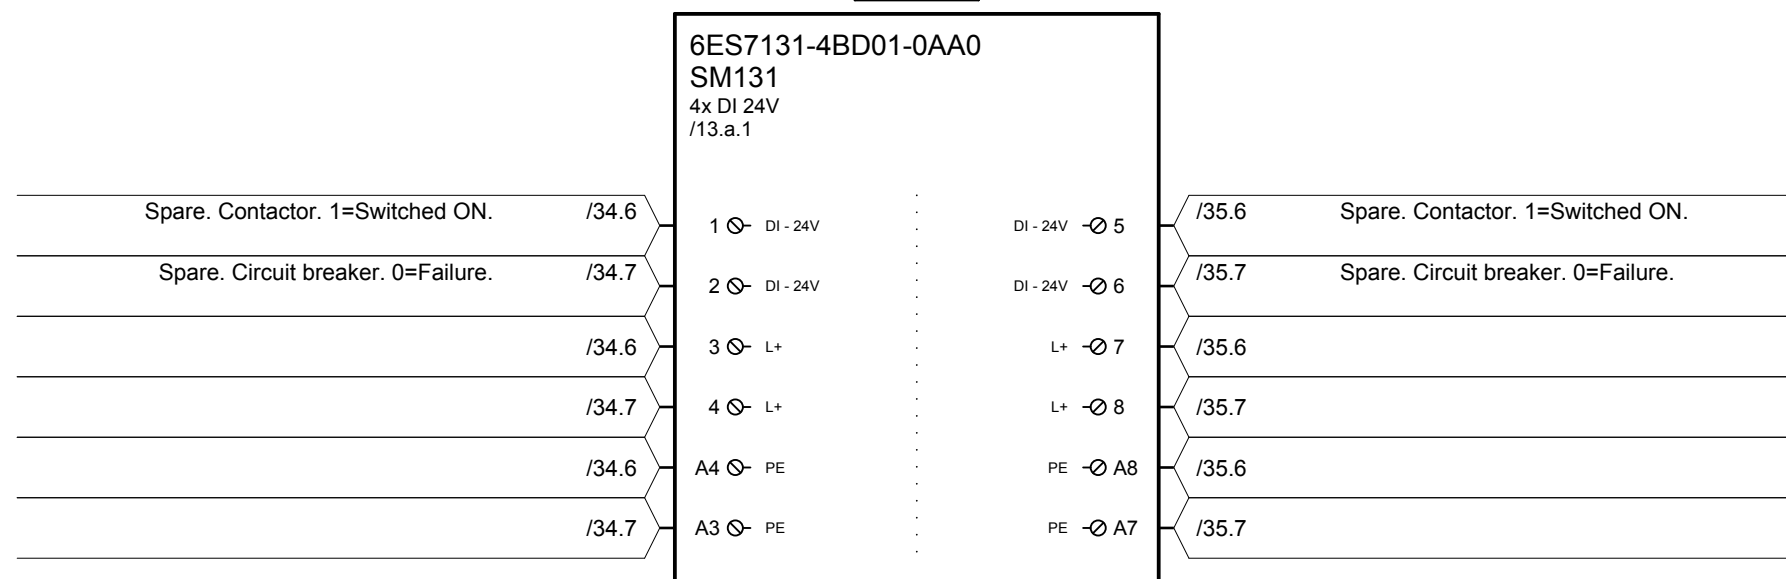 6ES7131-4BD01-0AA0
SM131
4x DI 24V
/13.a.1
Spare. Contactor. 1=Switched ON. /34.6 1 DI - 24V DI - 24V 5 /35.6 Spare. Contactor. 1=Switched ON.
Spare. Circuit breaker. 0=Failure. /34.7 2 DI - 24V DI - 24V 6 /35.7 Spare. Circuit breaker. 0=Failure.
/34.6 3 L+ L+ 7 /35.6
/34.7 4 L+ L+ 8 /35.7
/34.6 A4 PE PE A8 /35.6
/34.7 A3 PE PE A7 /35.7